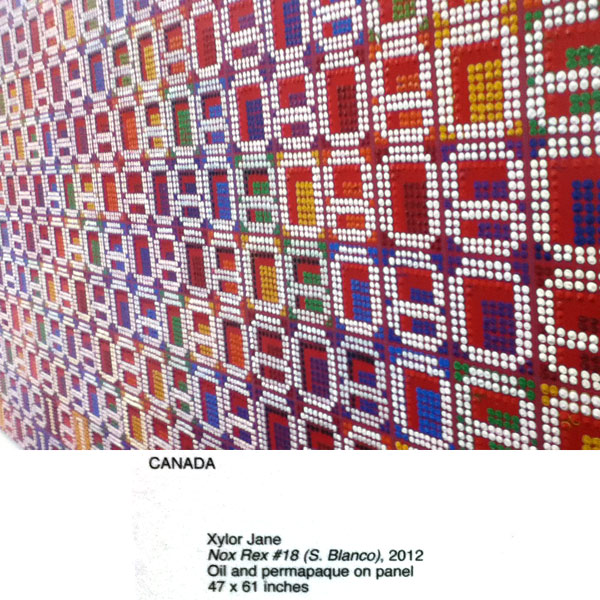 CANADA
Xylor Jane
Nox Rex #18 (S. Blanco), 2012
Oil and permapaque on panel
47 x 61 inches